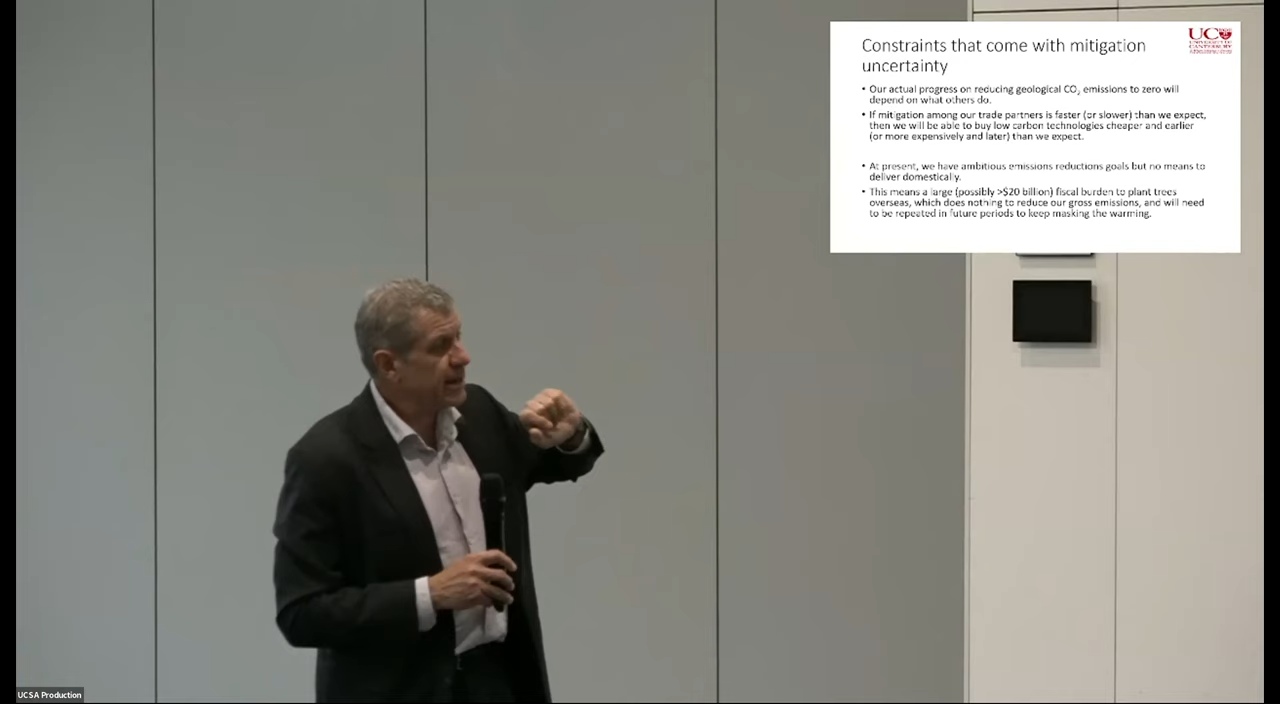 Constraints that come with mitigation
uncertainty
UC
UNIVERSITY OF
CANTERBURY
• Our actual progress on reducing geological CO₂ emissions to zero will
depend on what others do.
• If mitigation among our trade partners is faster (or slower) than we expect,
then we will be able to buy low carbon technologies cheaper and earlier
(or more expensively and later) than we expect.
• At present, we have ambitious emissions reductions goals but no means to
deliver domestically.
• This means a large (possibly >$20 billion) fiscal burden to plant trees
overseas, which does nothing to reduce our gross emissions, and will need
to be repeated in future periods to keep masking the warming.
UCSA Production